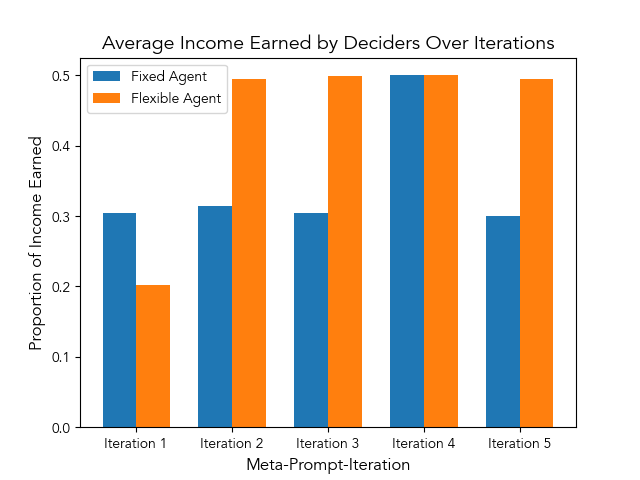 Average Income Earned by Deciders Over Iterations
Fixed Agent
Flexible Agent
Proportion of Income Earned
0.5
0.4
0.3
0.2
0.1
0.0
Iteration 1
Iteration 2
Iteration 3
Iteration 4
Iteration 5
Meta-Prompt-Iteration